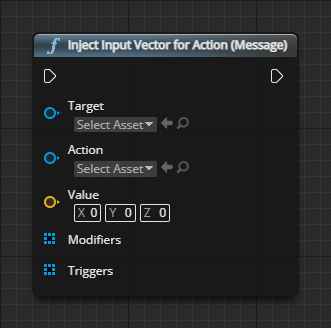 Inject Input Vector for Action (Message)
Target
Select Asset
Action
Select Asset
Value
X 0 Y 0 Z 0
Modifiers
Triggers